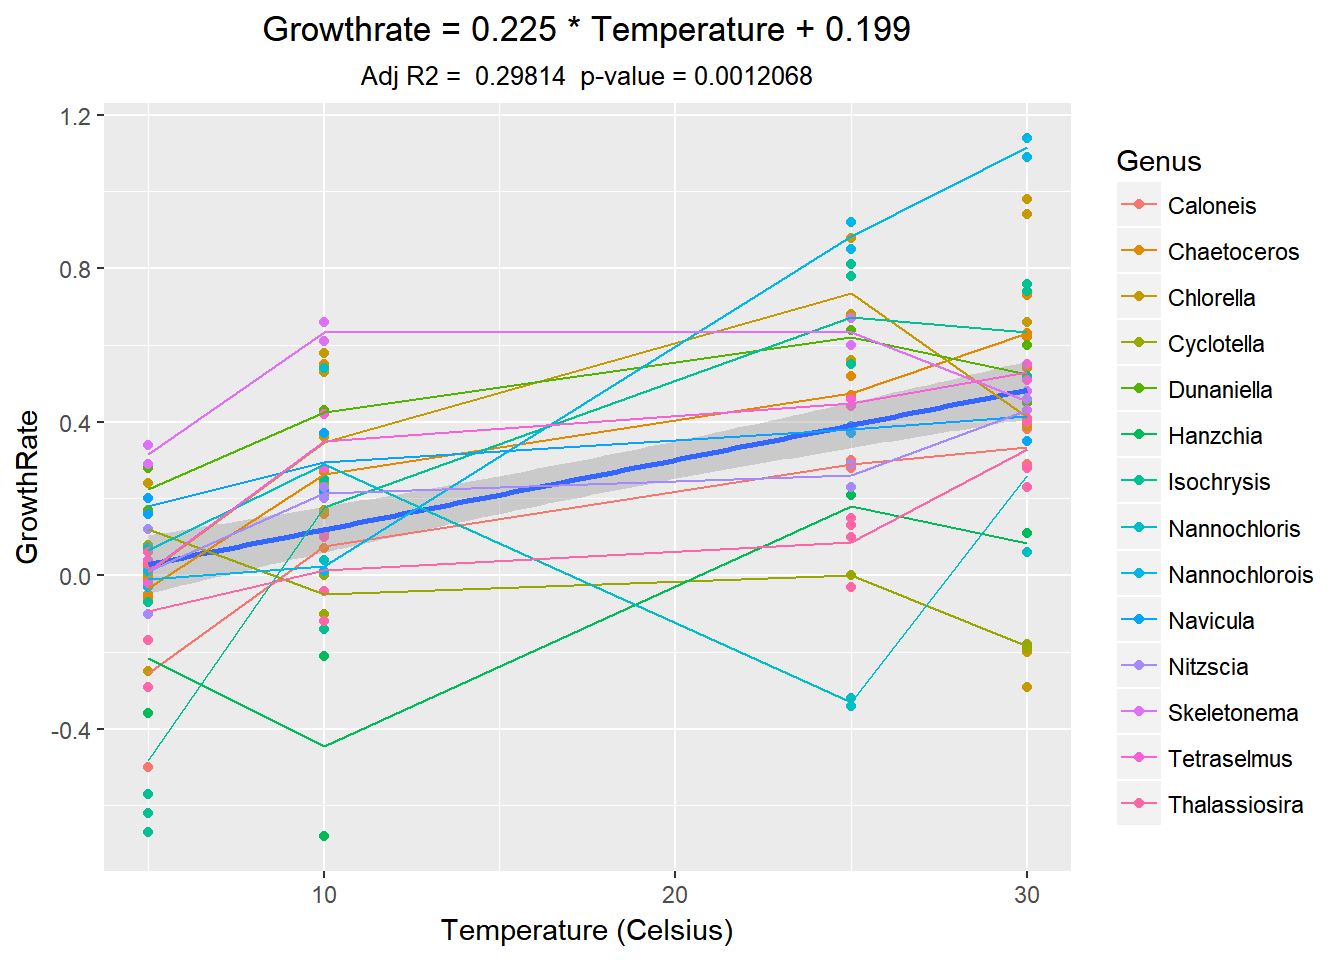 Growthrate = 0.225 * Temperature + 0.199
Adj R2 =  0.29814  p-value = 0.0012068
1.2
0.8
0.4
0.0
-0.4
GrowthRate
10
20
30
Temperature (Celsius)
Genus
Caloneis
Chaetoceros
Chlorella
Cyclotella
Dunaniella
Hanzchia
Isochrysis
Nannochloris
Nannochlorois
Navicula
Nitzscia
Skeletonema
Tetraselmus
Thalassiosira